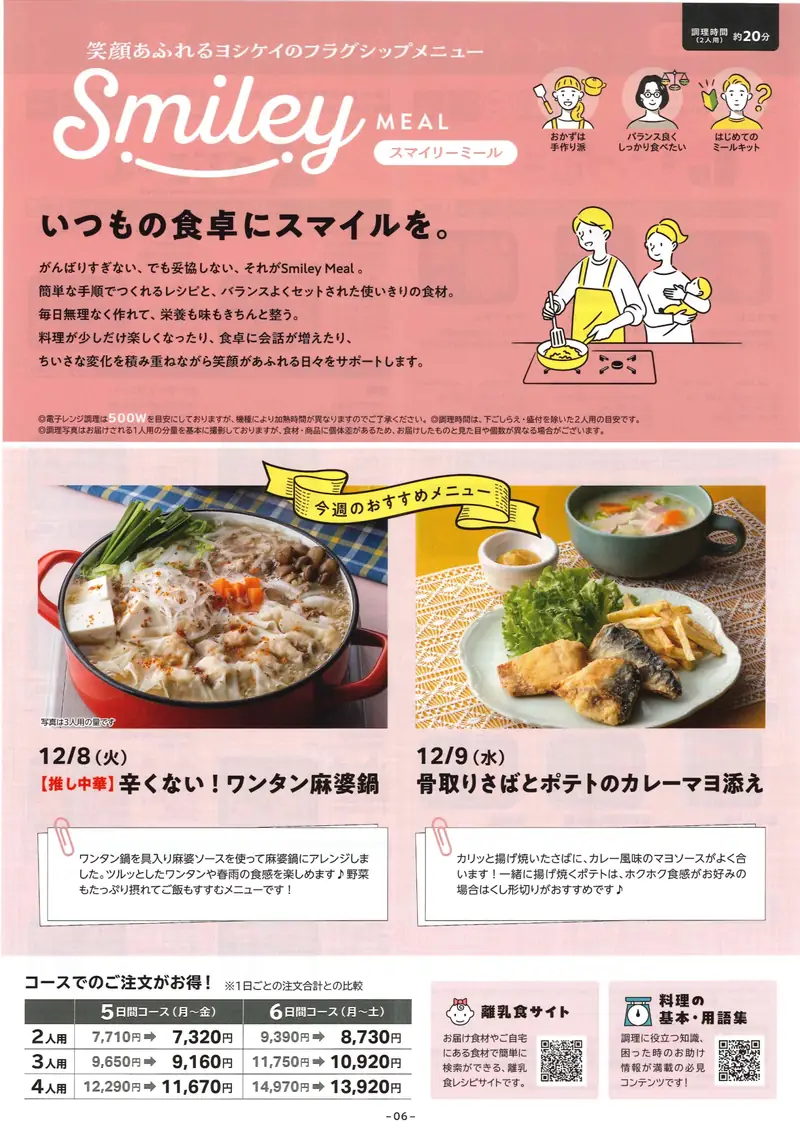 調理時間
(2人用)
約20分
笑顔あふれるヨシケイのフラグシップメニュー
Smiley MEAL
スマイリーミール
おかずは
手作り派
バランス良く
しっかり食べたい
はじめての
ミールキット
いつもの食卓にスマイルを。
がんばりすぎない、でも妥協しない、それがSmiley Meal 。
簡単な手順でつくれるレシピと、バランスよくセットされた使いきりの食材。
毎日無理なく作れて、栄養も味もきちんと整う。
料理が少しだけ楽しくなったり、食卓に会話が増えたり、
ちいさな変化を積み重ねながら笑顔があふれる日々をサポートします。
◎電子レンジ調理は500Wを目安にしておりますが、機種により加熱時間が異なりますのでご了承ください。◎調理時間は、下ごしらえ・盛付を除いた2人用の目安です。
◎調理写真はお届けされる1人用の分量を基本に撮影しておりますが、食材・商品に個体差があるため、お届けしたものと見た目や個数が異なる場合がございます。
今週のおすすめメニュー
写真は3人用の量です
12/8(火)
【推し中華】辛くない!ワンタン麻婆鍋
ワンタン鍋を具入り麻婆ソースを使って麻婆鍋にアレンジしま
した。ツルッとしたワンタンや春雨の食感を楽しめます♪野菜
もたっぷり摂れてご飯もすすむメニューです!
12/9(水)
骨取りさばとポテトのカレーマヨ添え
カリッと揚げ焼いたさばに、カレー風味のマヨソースがよく合
います!一緒に揚げ焼くポテトは、ホクホク食感がお好みの
場合はくし形切りがおすすめです♪
コースでのご注文がお得! ※1日ごとの注文合計との比較
5日間コース(月〜金) 6日間コース(月〜土)
2人用 7,710円➡7,320円 9,390円➡8,730円
3人用 9,650円➡9,160円 11,750円➡10,920円
4人用 12,290円➡11,670円 14,970円➡13,920円
離乳食サイト
お届け食材やご自宅
にある食材で簡単に
検索ができる、離乳
食レシピサイトです。
料理の
基本・用語集
調理に役立つ知識、
困った時のお助け
情報が満載の必見
コンテンツです!
-06-